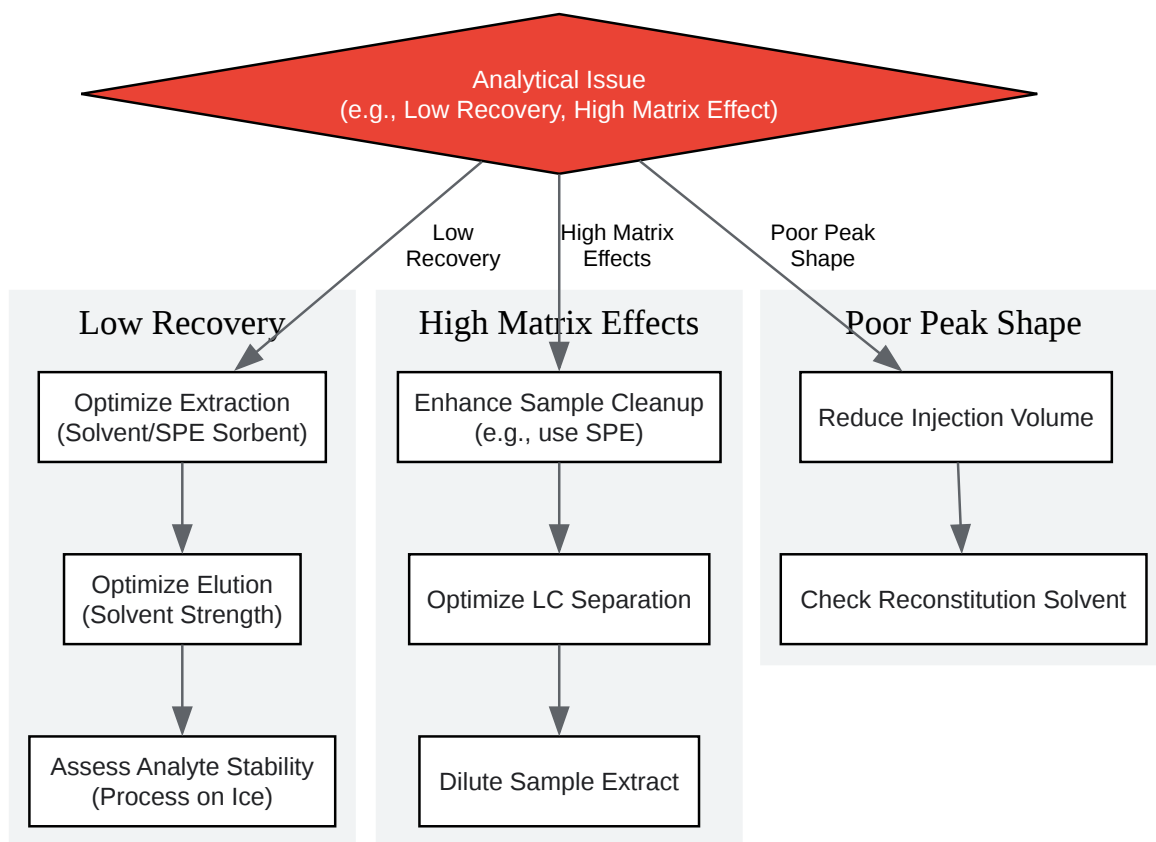 Analytical Issue
(e.g., Low Recovery, High Matrix Effect)
Low
Recovery
High Matrix
Effects
Poor Peak
Shape
Low Recovery
Optimize Extraction
(Solvent/SPE Sorbent)
Optimize Elution
(Solvent Strength)
Assess Analyte Stability
(Process on Ice)
High Matrix Effects
Enhance Sample Cleanup
(e.g., use SPE)
Optimize LC Separation
Dilute Sample Extract
Poor Peak Shape
Reduce Injection Volume
Check Reconstitution Solvent